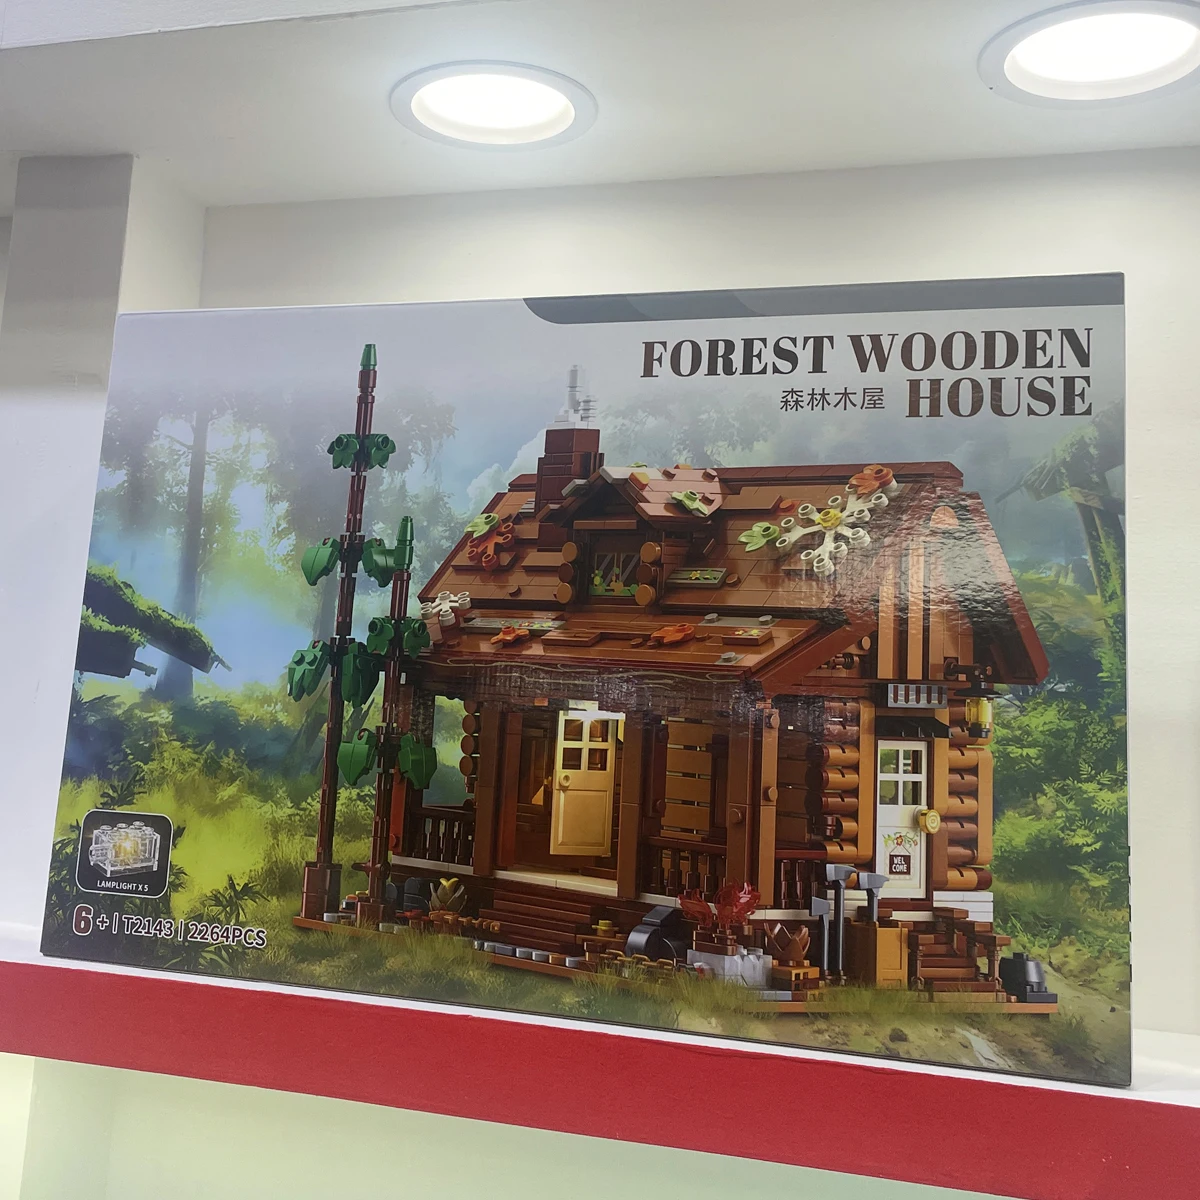 FOREST WOODEN
森林木屋 HOUSE
WEL
COME
LAMPLIGHT X 5
6+ | T2143 | 2264PCS